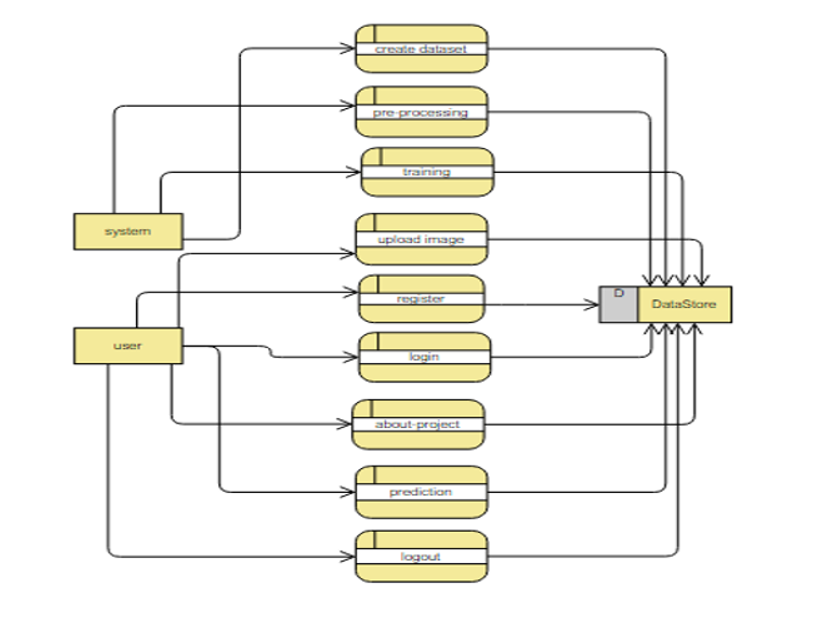 create dataset
pre-processing
training
system
upload image
register
D
DataStore
user
login
about-project
prediction
logout